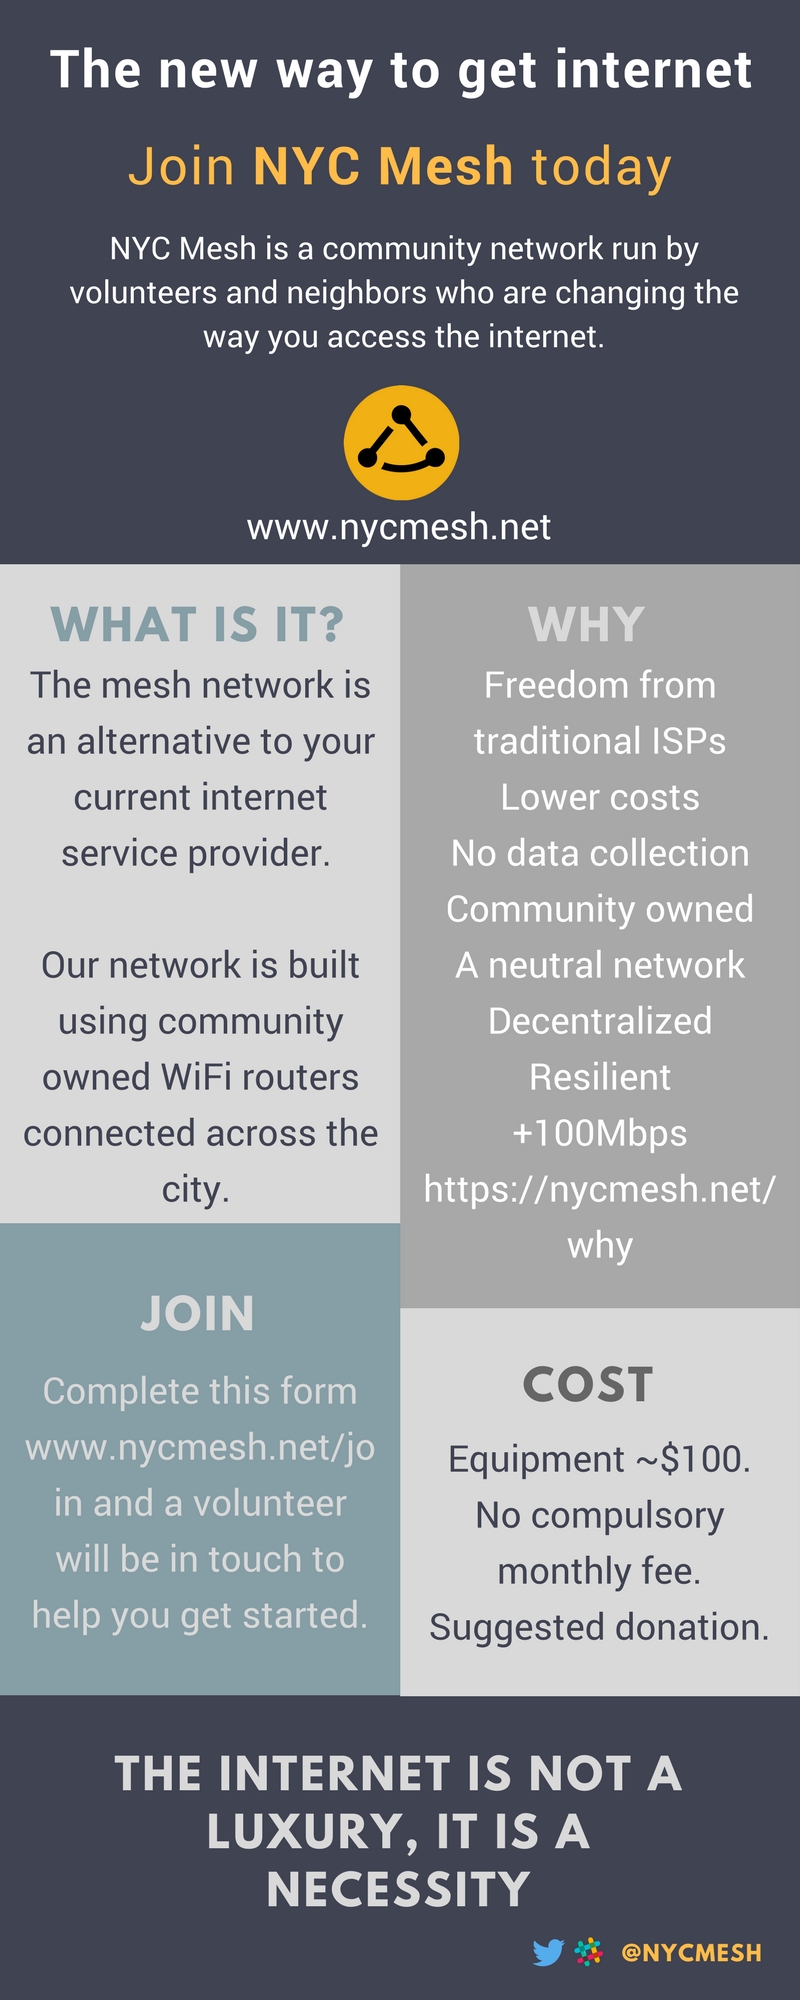 The new way to get internet
Join NYC Mesh today
NYC Mesh is a community network run by
volunteers and neighbors who are changing the
way you access the internet.
www.nycmesh.net
WHAT IS IT?
The mesh network is
an alternative to your
current internet
service provider.
Our network is built
using community
owned WiFi routers
connected across the
city.
WHY
Freedom from
traditional ISPs
Lower costs
No data collection
Community owned
A neutral network
Decentralized
Resilient
+100Mbps
https://nycmesh.net/
why
JOIN
Complete this form
www.nycmesh.net/jo
in and a volunteer
will be in touch to
help you get started.
COST
Equipment ~$100.
No compulsory
monthly fee.
Suggested donation.
THE INTERNET IS NOT A
LUXURY, IT IS A
NECESSITY
@NYCMESH